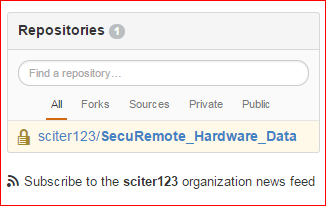 Repositories 1
Find a repository…
All Forks Sources Private Public
sciter123/SecuRemote_Hardware_Data
Subscribe to the sciter123 organization news feed